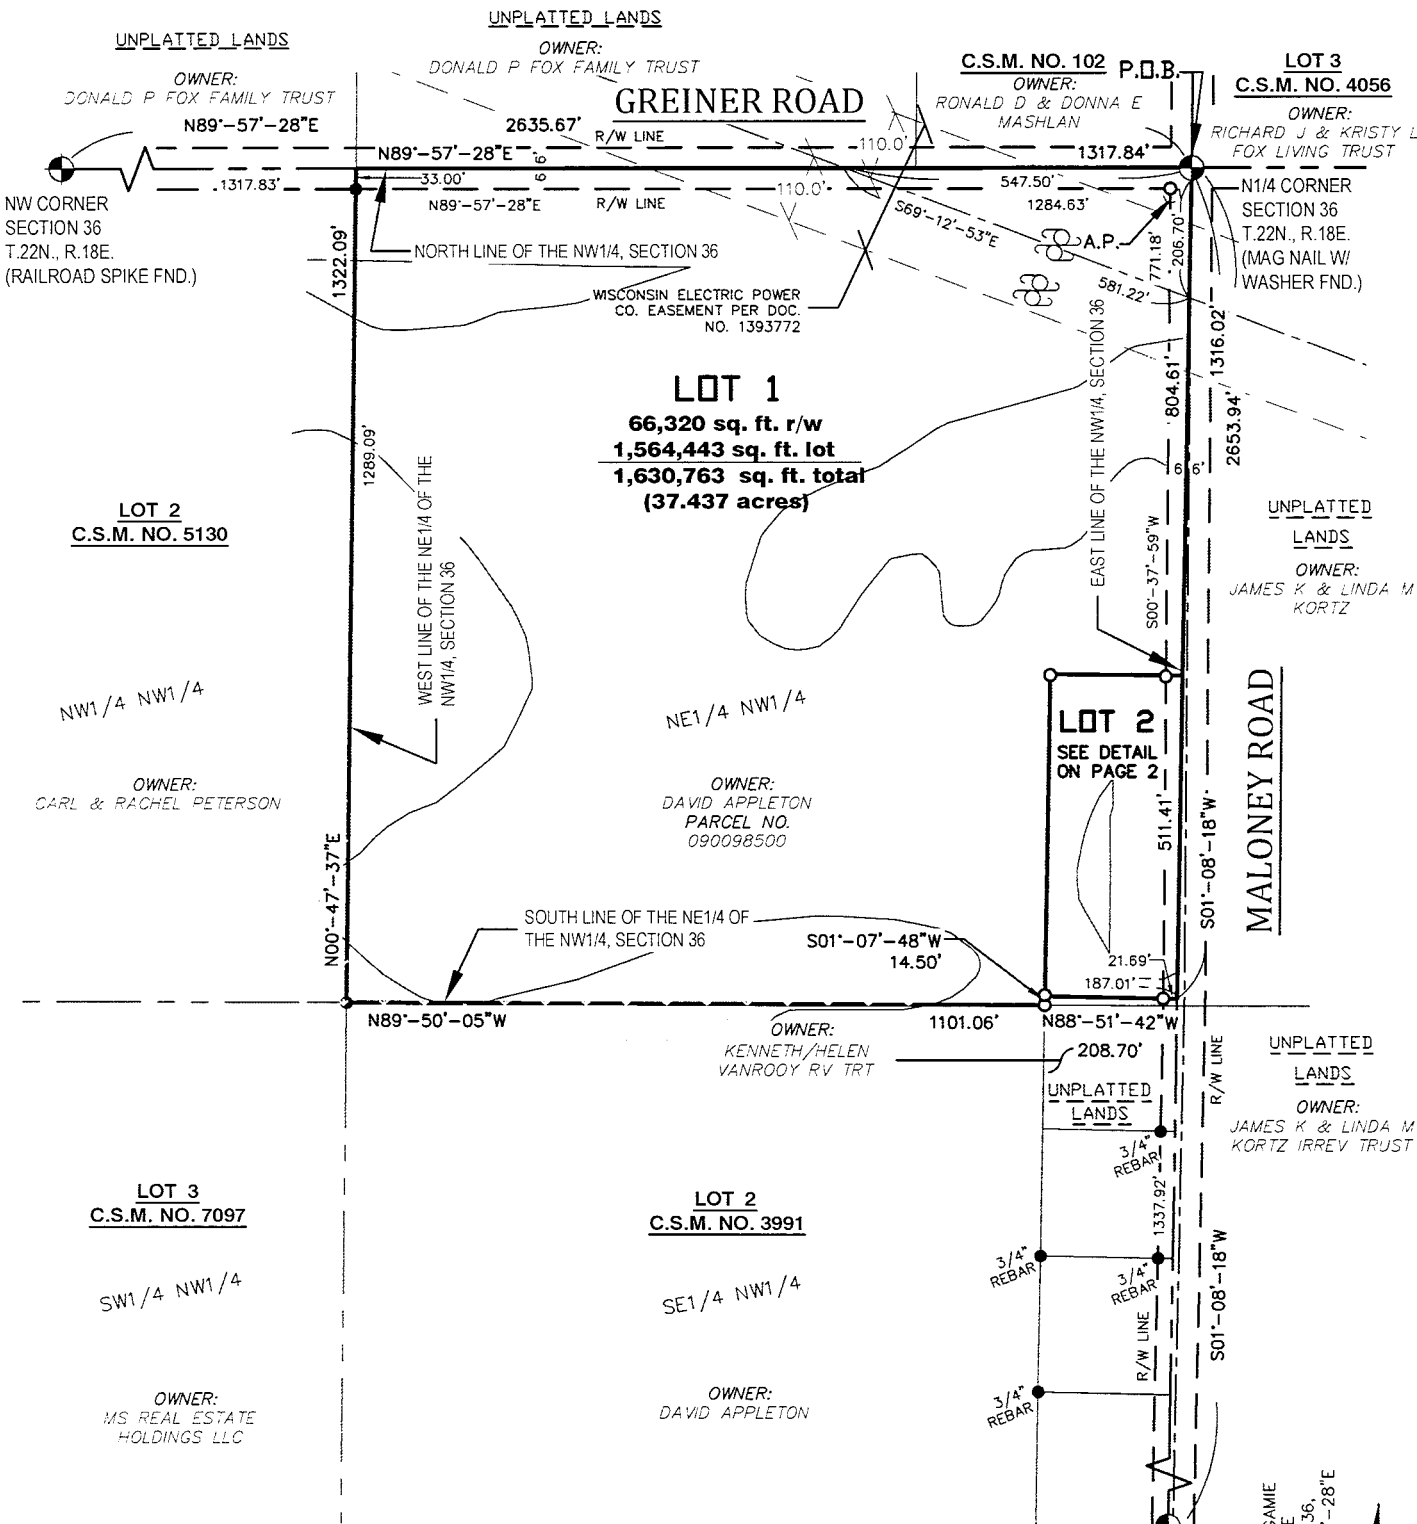 UNPLATTED LANDS
OWNER:
DONALD P FOX FAMILY TRUST
UNPLATTED LANDS
OWNER:
DONALD P FOX FAMILY TRUST
GREINER ROAD
C.S.M. NO. 102
OWNER:
RONALD D & DONNA E
MASHLAN
P.O.B.
LOT 3
C.S.M. NO. 4056
OWNER:
RICHARD J & KRISTY L
FOX LIVING TRUST
N89°-57'-28"E
2635.67'
R/W LINE
N89°-57'-28"E
6'6'
110.0'
1317.84'
1317.83'
33.00'
N89°-57'-28"E
R/W LINE
110.0'
547.50'
1284.63'
NW CORNER
SECTION 36
T.22N., R.18E.
(RAILROAD SPIKE FND.)
N1/4 CORNER
SECTION 36
T.22N., R.18E.
(MAG NAIL W/
WASHER FND.)
NORTH LINE OF THE NW1/4, SECTION 36
S69°-12'-53"E
A.P.
771.18'
206.70'
581.22'
1322.09'
WISCONSIN ELECTRIC POWER
CO. EASEMENT PER DOC.
NO. 1393772
EAST LINE OF THE NW1/4, SECTION 36
804.61'
1316.02'
2653.94'
LOT 1
66,320 sq. ft. r/w
1,564,443 sq. ft. lot
1,630,763 sq. ft. total
(37.437 acres)
1289.09'
6'6'
S00°-37'-59"W
LOT 2
C.S.M. NO. 5130
WEST LINE OF THE NE1/4 OF THE
NW1/4, SECTION 36
UNPLATTED
LANDS
OWNER:
JAMES K & LINDA M
KORTZ
NW1/4 NW1/4
NE1/4 NW1/4
LOT 2
SEE DETAIL
ON PAGE 2
MALONEY ROAD
OWNER:
CARL & RACHEL PETERSON
OWNER:
DAVID APPLETON
PARCEL NO.
090098500
511.41'
S01°-08'-18"W
N00°-47'-37"E
SOUTH LINE OF THE NE1/4 OF
THE NW1/4, SECTION 36
S01°-07'-48"W
14.50'
21.69'
187.01'
N89°-50'-05"W
1101.06'
N88°-51'-42"W
208.70'
OWNER:
KENNETH/HELEN
VANROOY RV TRT
UNPLATTED
LANDS
R/W LINE
UNPLATTED
LANDS
OWNER:
JAMES K & LINDA M
KORTZ IRREV TRUST
3/4"
REBAR
1337.92'
LOT 3
C.S.M. NO. 7097
LOT 2
C.S.M. NO. 3991
3/4"
REBAR
3/4"
REBAR
S01°-08'-18"W
SW1/4 NW1/4
SE1/4 NW1/4
R/W LINE
OWNER:
MS REAL ESTATE
HOLDINGS LLC
OWNER:
DAVID APPLETON
3/4"
REBAR